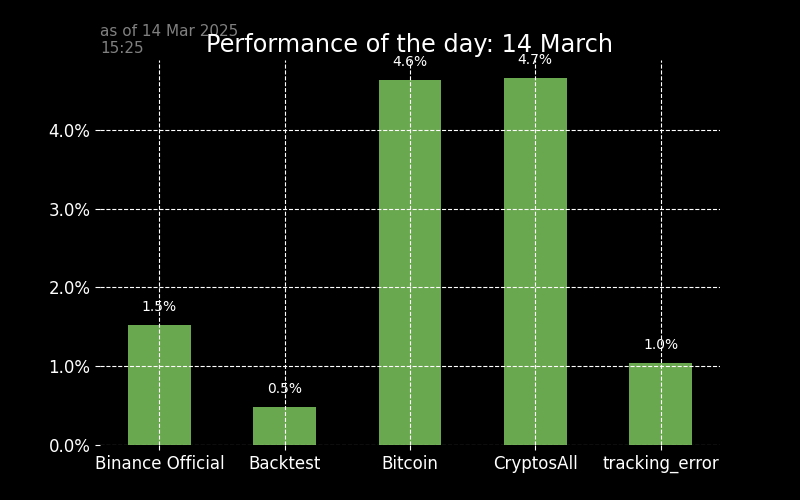 as of 14 Mar 2025
15:25
Performance of the day: 14 March
4.6%
4.7%
4.0%
3.0%
2.0%
1.5%
1.0%
1.0%
0.5%
0.0%
Binance Official
Backtest
Bitcoin
CryptosAll
tracking_error